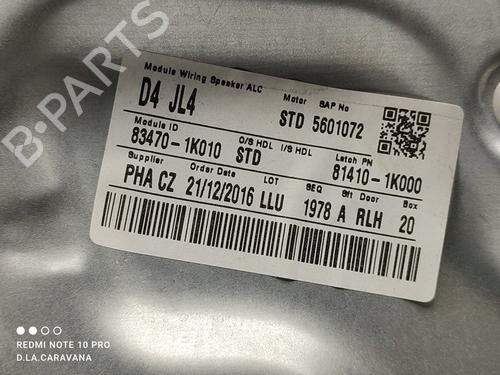 B-PARTS
Module Wiring Speaker ALC Motor SAP No
D4 JL4 STD 5601072
Module ID O/S HDL I/S HDL Latch PN
83470-1K010 STD 81410-1K000
Supplier Order Date LOT SEQ Sft Door Box
PHA CZ 21/12/2016 LLU 1978 A RLH 20
REDMI NOTE 10 PRO
D.LA.CARAVANA